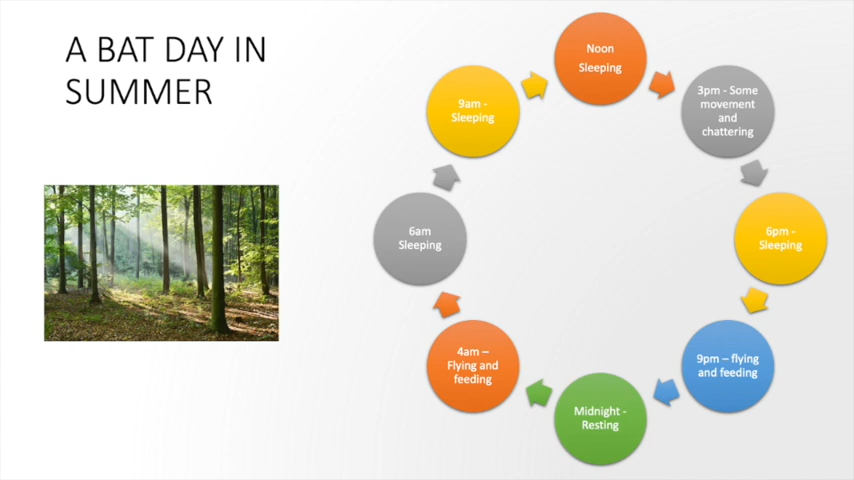 A BAT DAY IN
SUMMER
Noon
Sleeping
3pm - Some
movement
and
chattering
6pm -
Sleeping
9pm – flying
and feeding
Midnight -
Resting
4am –
Flying and
feeding
6am
Sleeping
9am -
Sleeping